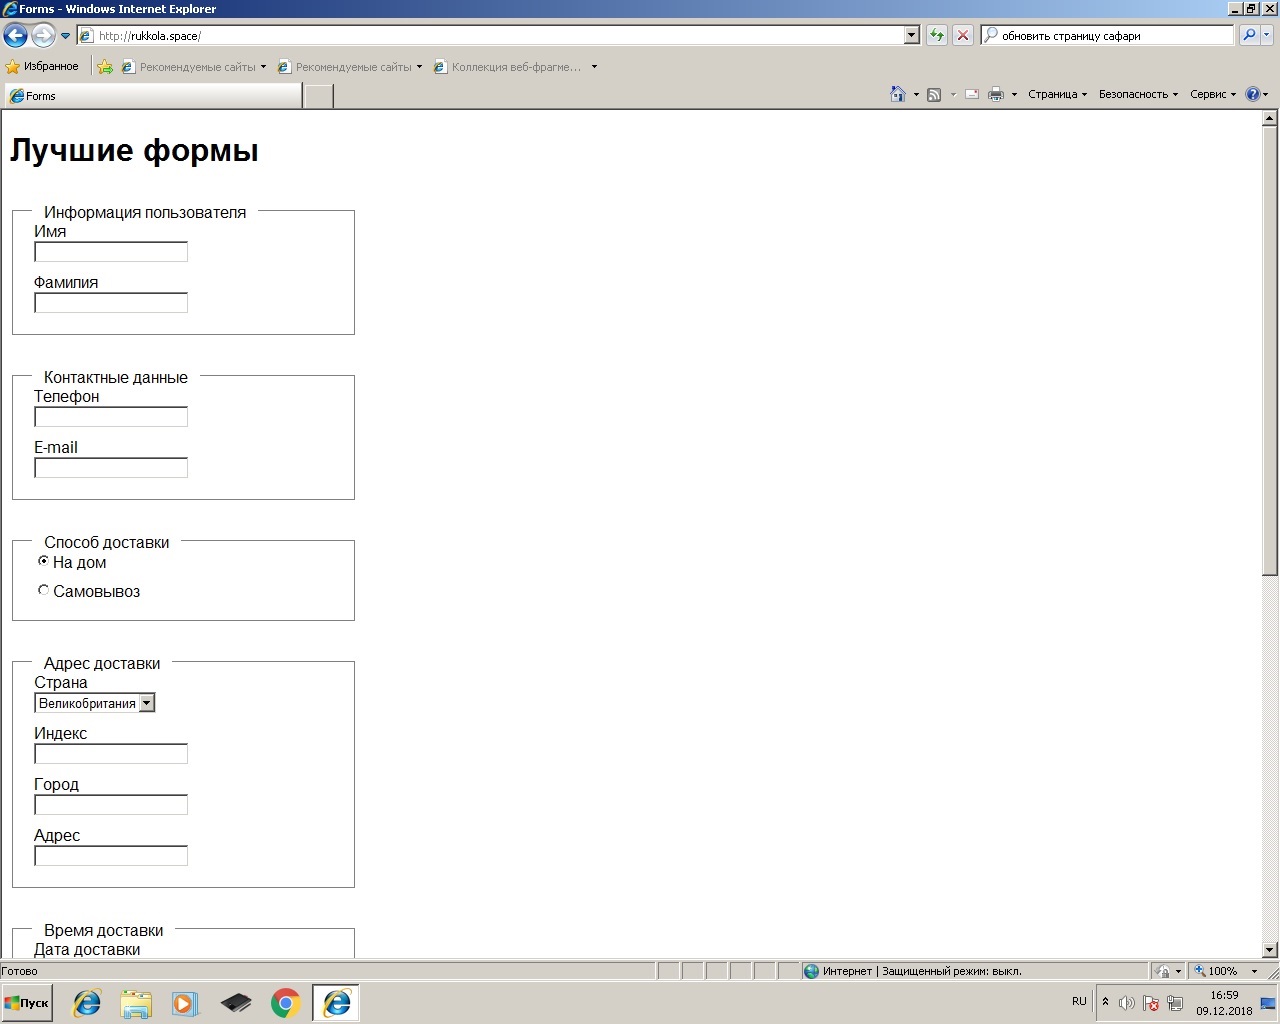 Forms - Windows Internet Explorer
http://rukkola.space/
обновить страницу сафари
Избранное
Рекомендуемые сайты
Рекомендуемые сайты
Коллекция веб-фрагме...
Forms
Страница
Безопасность
Сервис
Лучшие формы
Информация пользователя
Имя
Фамилия
Контактные данные
Телефон
E-mail
Способ доставки
На дом
Самовывоз
Адрес доставки
Страна
Великобритания
Индекс
Город
Адрес
Время доставки
Дата доставки
Готово
Интернет | Защищенный режим: выкл.
100%
Пуск
RU
16:59
09.12.2018